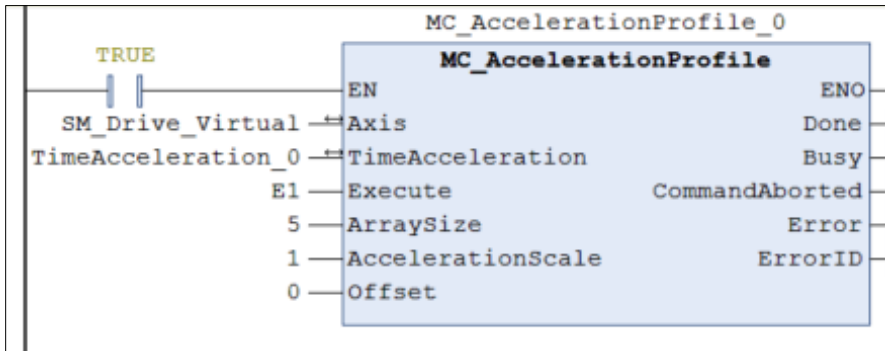 MC_AccelerationProfile_0
TRUE
MC_AccelerationProfile
EN ENO
SM_Drive_Virtual Axis Done
TimeAcceleration_0 TimeAcceleration Busy
E1 Execute CommandAborted
5 ArraySize Error
1 AccelerationScale ErrorID
0 Offset